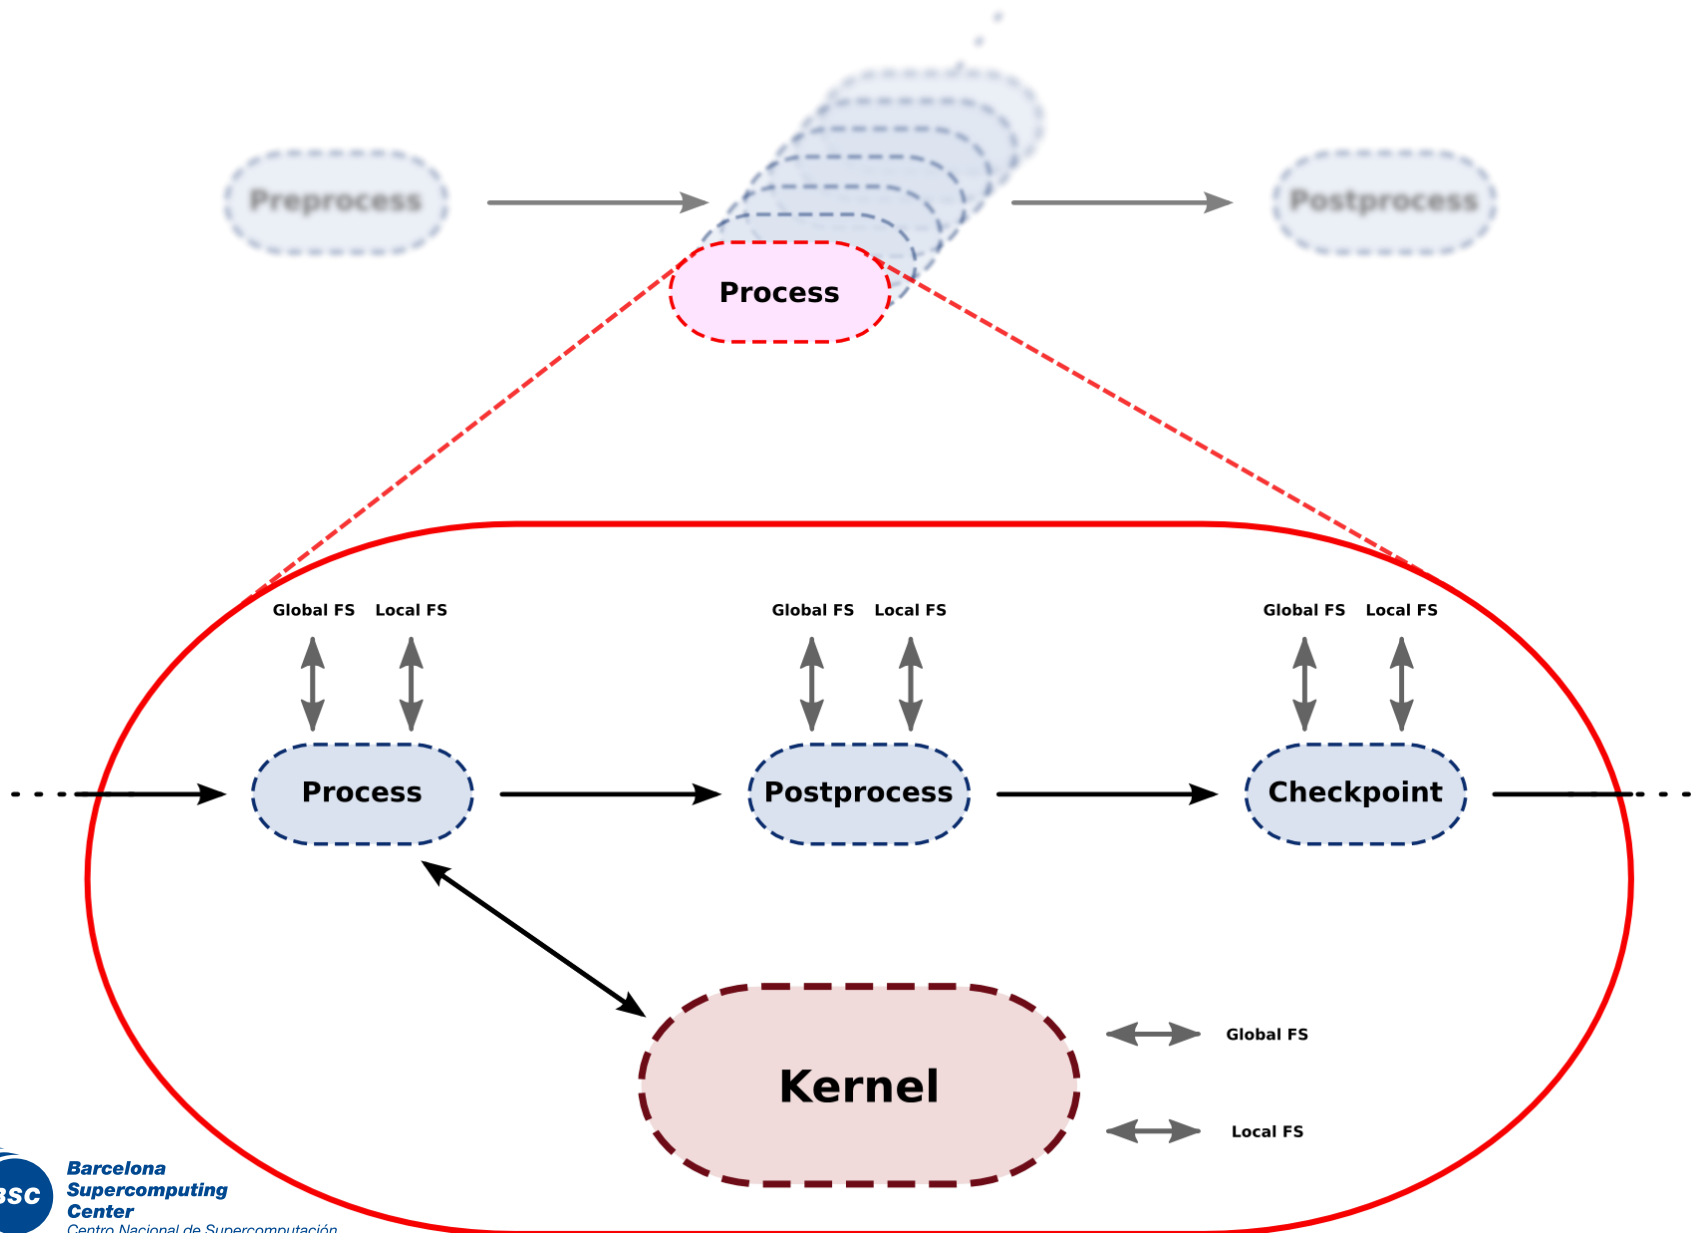 Preprocess
Postprocess
Process
Global FS Local FS
Global FS Local FS
Global FS Local FS
Process
Postprocess
Checkpoint
Kernel
Global FS
Local FS
BSC
Barcelona
Supercomputing
Center
Centro Nacional de Supercomputación